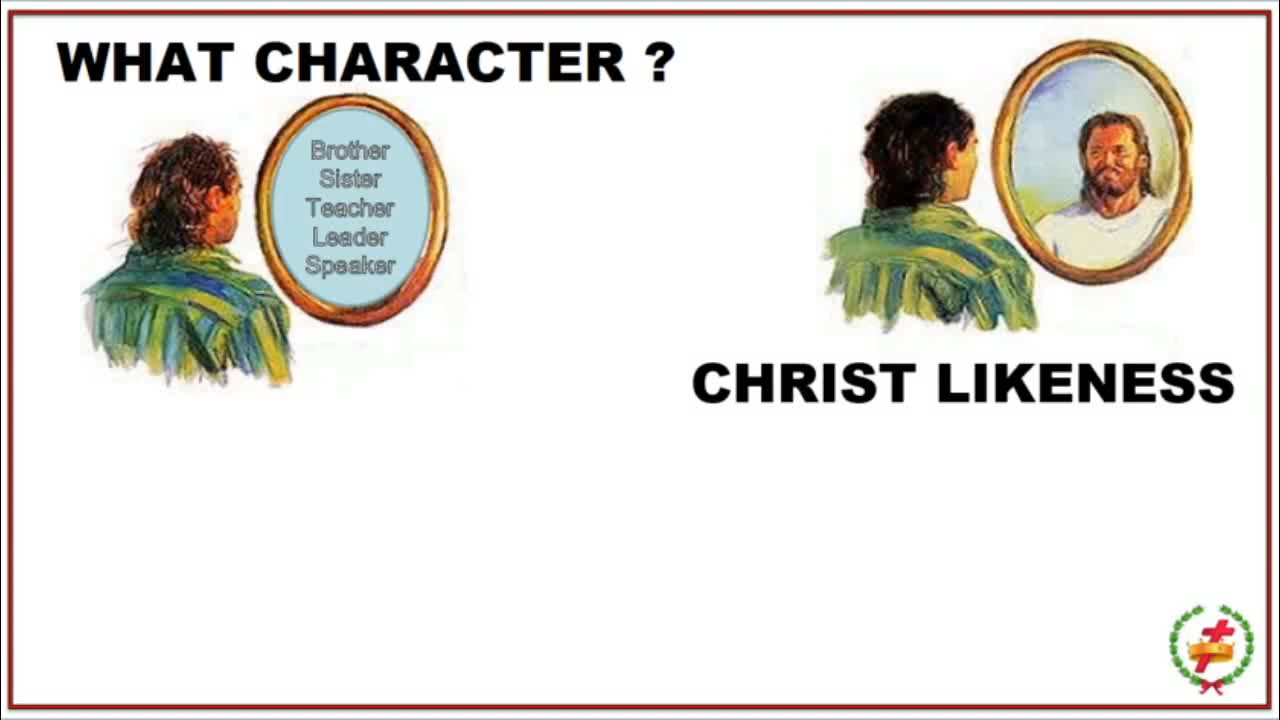 WHAT CHARACTER ?
Brother
Sister
Teacher
Leader
Speaker
CHRIST LIKENESS